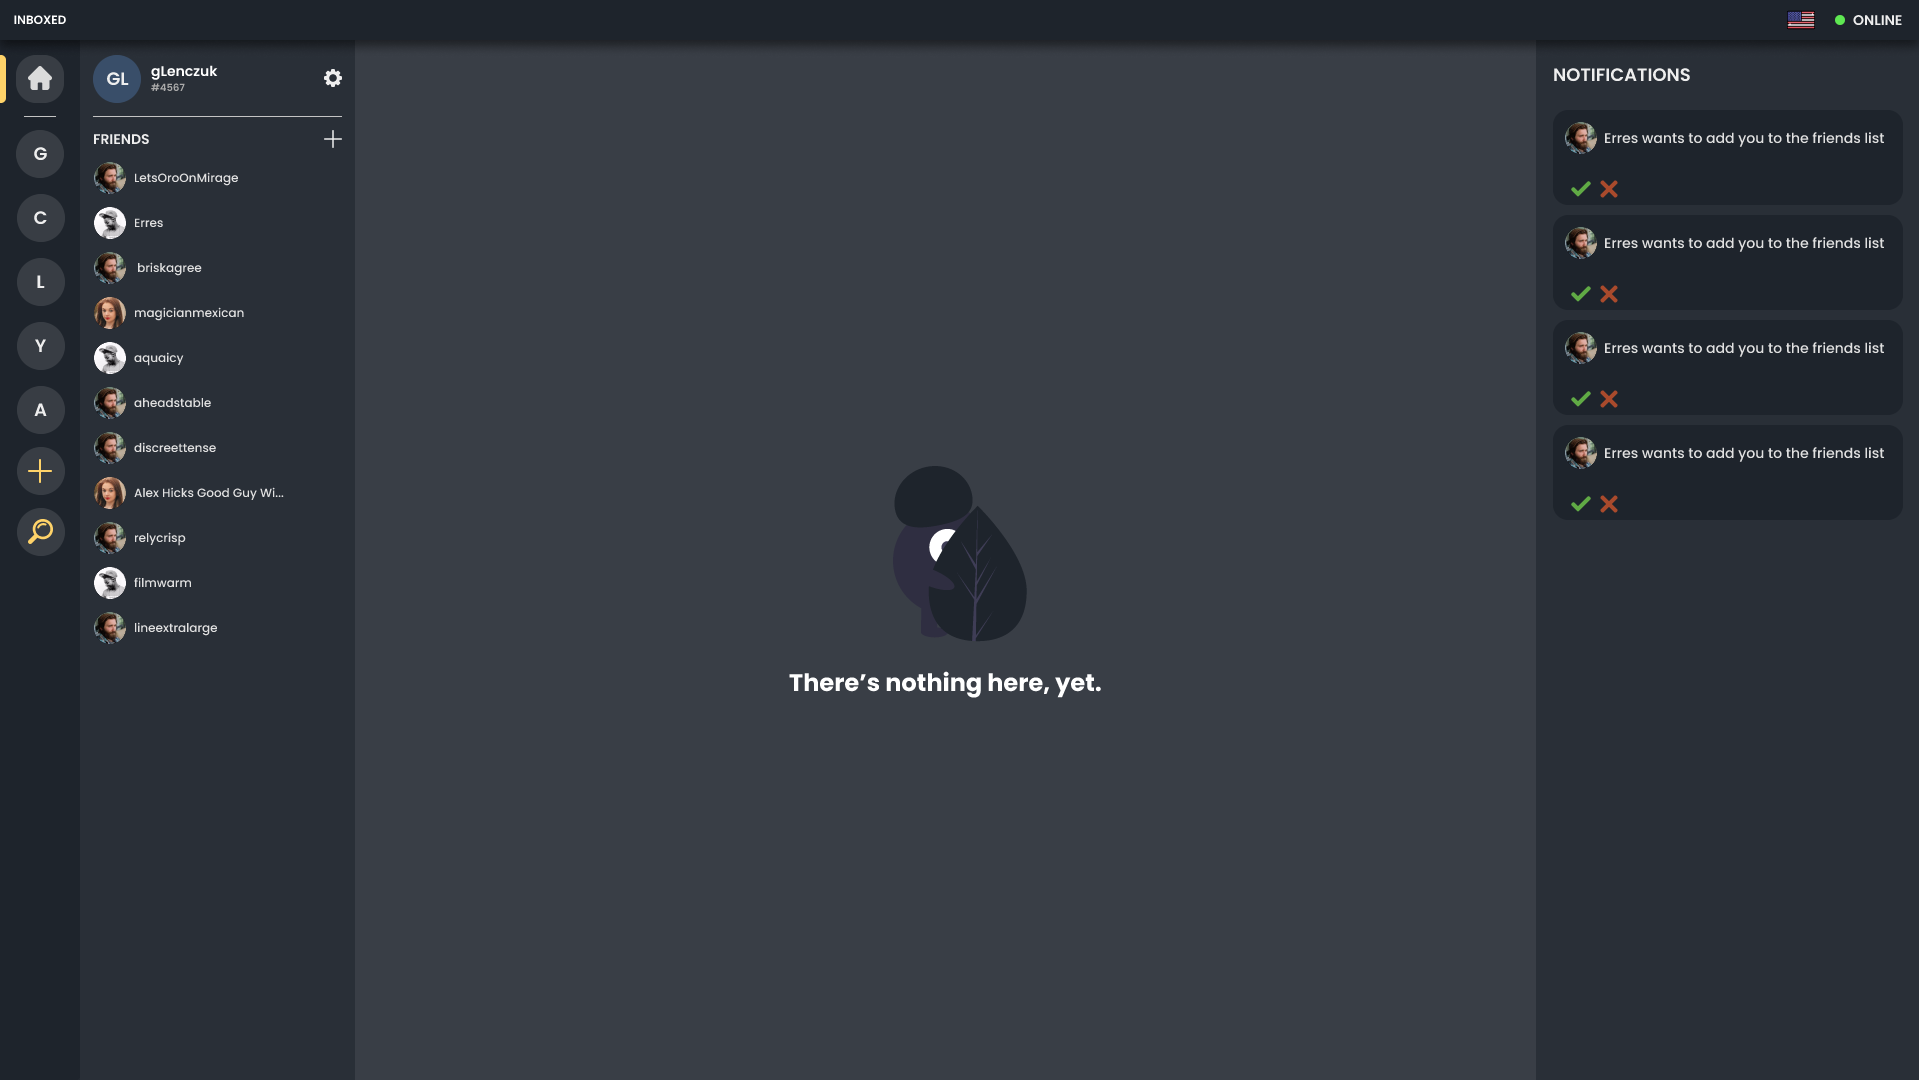 INBOXED
ONLINE
GL
gLenczuk
#4567
G
C
L
Y
A
FRIENDS
LetsOroOnMirage
Erres
briskagree
magicianmexican
aquaicy
aheadstable
discreettense
Alex Hicks Good Guy Wi...
relycrisp
filmwarm
lineextralarge
There’s nothing here, yet.
NOTIFICATIONS
Erres wants to add you to the friends list
Erres wants to add you to the friends list
Erres wants to add you to the friends list
Erres wants to add you to the friends list